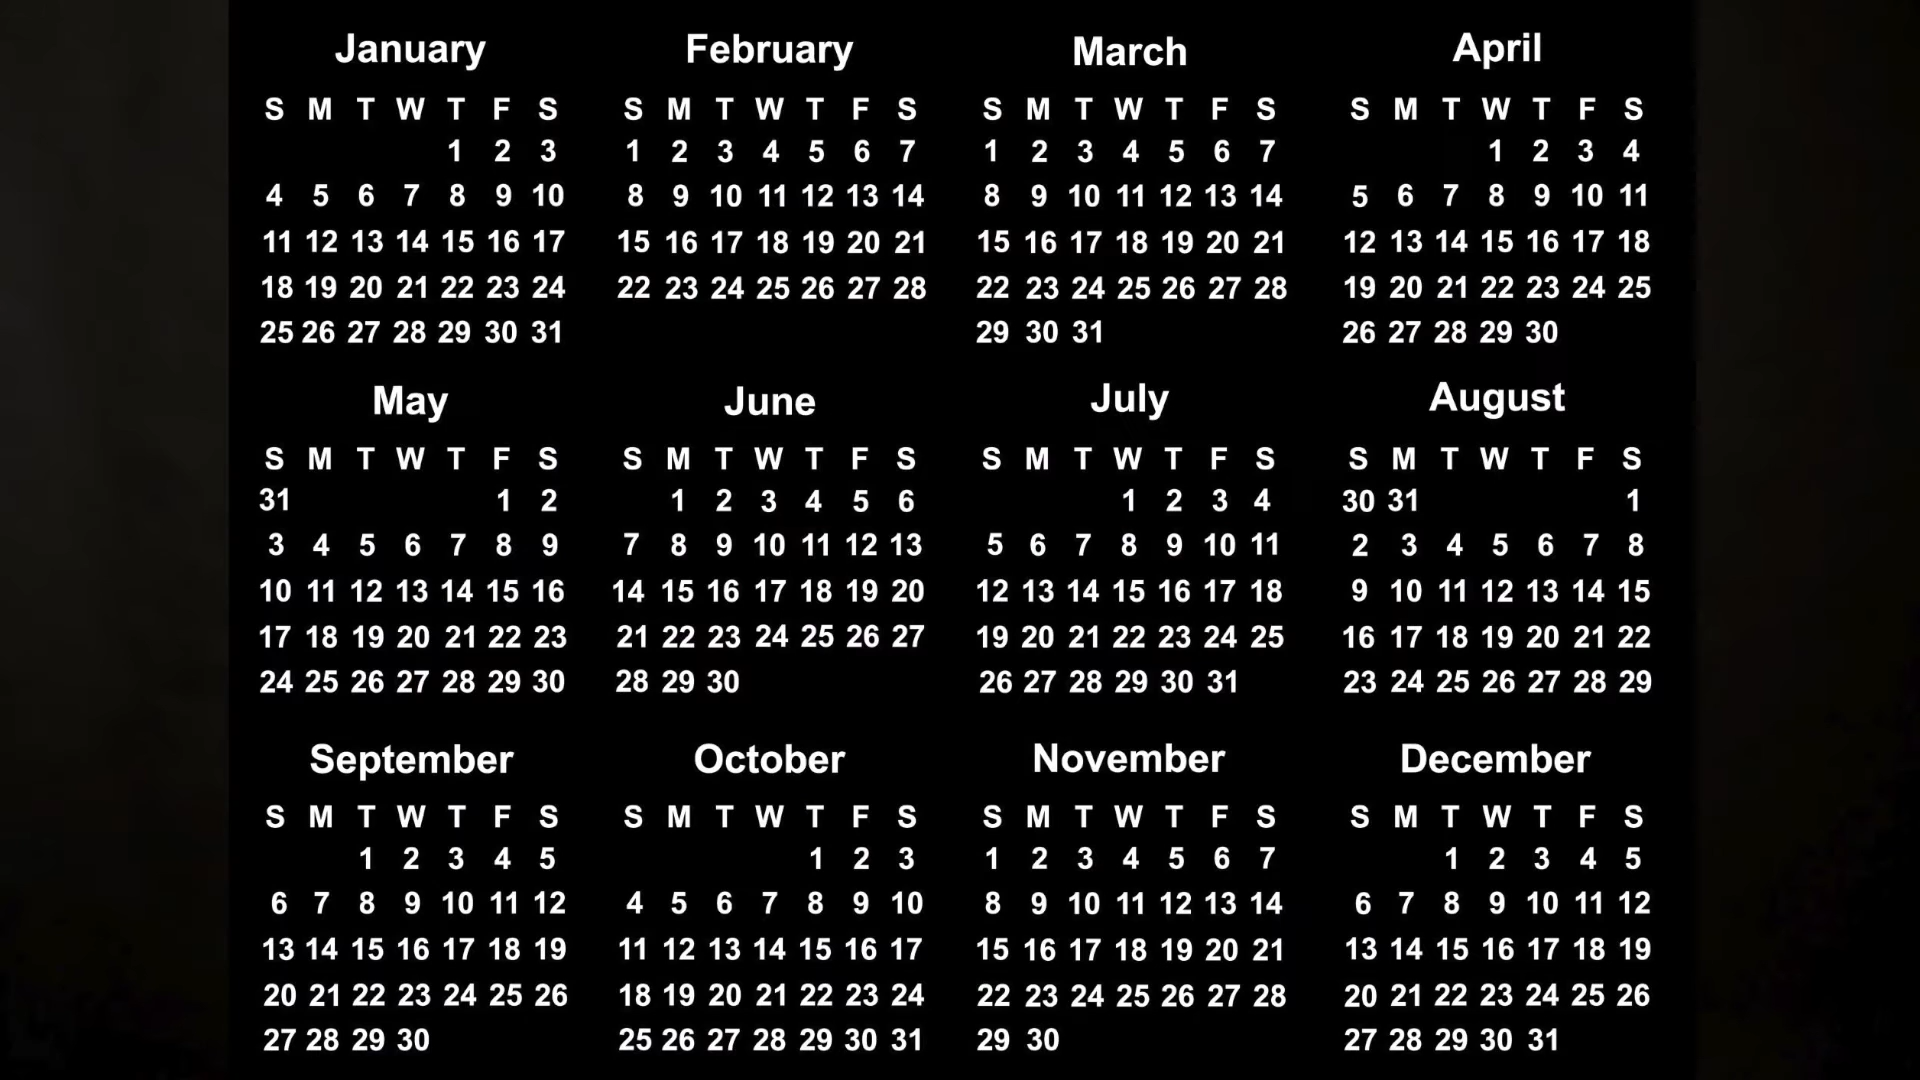 January
S M T W T F S
1 2 3
4 5 6 7 8 9 10
11 12 13 14 15 16 17
18 19 20 21 22 23 24
25 26 27 28 29 30 31
February
S M T W T F S
1 2 3 4 5 6 7
8 9 10 11 12 13 14
15 16 17 18 19 20 21
22 23 24 25 26 27 28
March
S M T W T F S
1 2 3 4 5 6 7
8 9 10 11 12 13 14
15 16 17 18 19 20 21
22 23 24 25 26 27 28
29 30 31
April
S M T W T F S
1 2 3 4
5 6 7 8 9 10 11
12 13 14 15 16 17 18
19 20 21 22 23 24 25
26 27 28 29 30
May
S M T W T F S
31 1 2
3 4 5 6 7 8 9
10 11 12 13 14 15 16
17 18 19 20 21 22 23
24 25 26 27 28 29 30
June
S M T W T F S
1 2 3 4 5 6
7 8 9 10 11 12 13
14 15 16 17 18 19 20
21 22 23 24 25 26 27
28 29 30
July
S M T W T F S
1 2 3 4
5 6 7 8 9 10 11
12 13 14 15 16 17 18
19 20 21 22 23 24 25
26 27 28 29 30 31
August
S M T W T F S
30 31 1
2 3 4 5 6 7 8
9 10 11 12 13 14 15
16 17 18 19 20 21 22
23 24 25 26 27 28 29
September
S M T W T F S
1 2 3 4 5
6 7 8 9 10 11 12
13 14 15 16 17 18 19
20 21 22 23 24 25 26
27 28 29 30
October
S M T W T F S
1 2 3
4 5 6 7 8 9 10
11 12 13 14 15 16 17
18 19 20 21 22 23 24
25 26 27 28 29 30 31
November
S M T W T F S
1 2 3 4 5 6 7
8 9 10 11 12 13 14
15 16 17 18 19 20 21
22 23 24 25 26 27 28
29 30
December
S M T W T F S
1 2 3 4 5
6 7 8 9 10 11 12
13 14 15 16 17 18 19
20 21 22 23 24 25 26
27 28 29 30 31